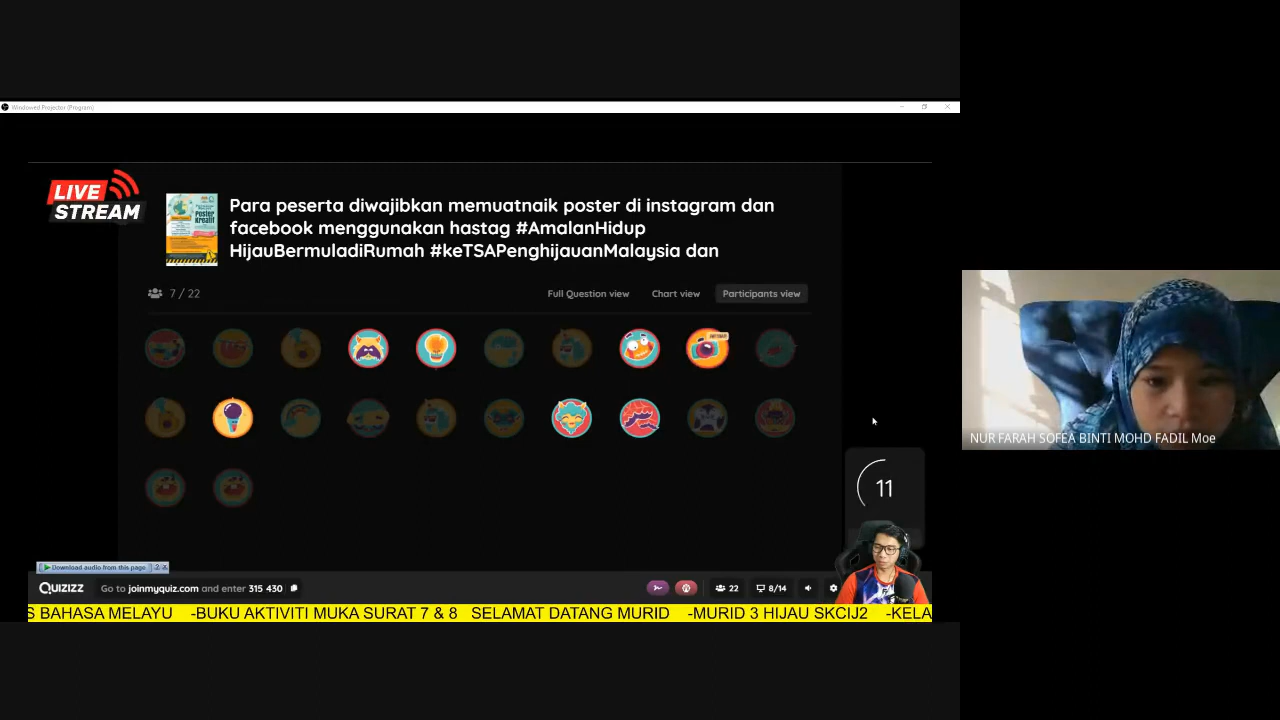 Windowed Projector (Program)
LIVE
STREAM
Poster
Kreatif
Para peserta diwajibkan memuatnaik poster di instagram dan
facebook menggunakan hastag #AmalanHidup
HijauBermuladiRumah #keTSAPenghijauanMalaysia dan
7 / 22
Full Question view
Chart view
Participants view
11
NUR FARAH SOFEA BINTI MOHD FADIL Moe
Download audio from this page
?
X
QUIZIZZ
Go to joinmyquiz.com and enter 315 430
22
8/14
S BAHASA MELAYU -BUKU AKTIVITI MUKA SURAT 7 & 8 SELAMAT DATANG MURID -MURID 3 HIJAU SKCIJ2 -KELA